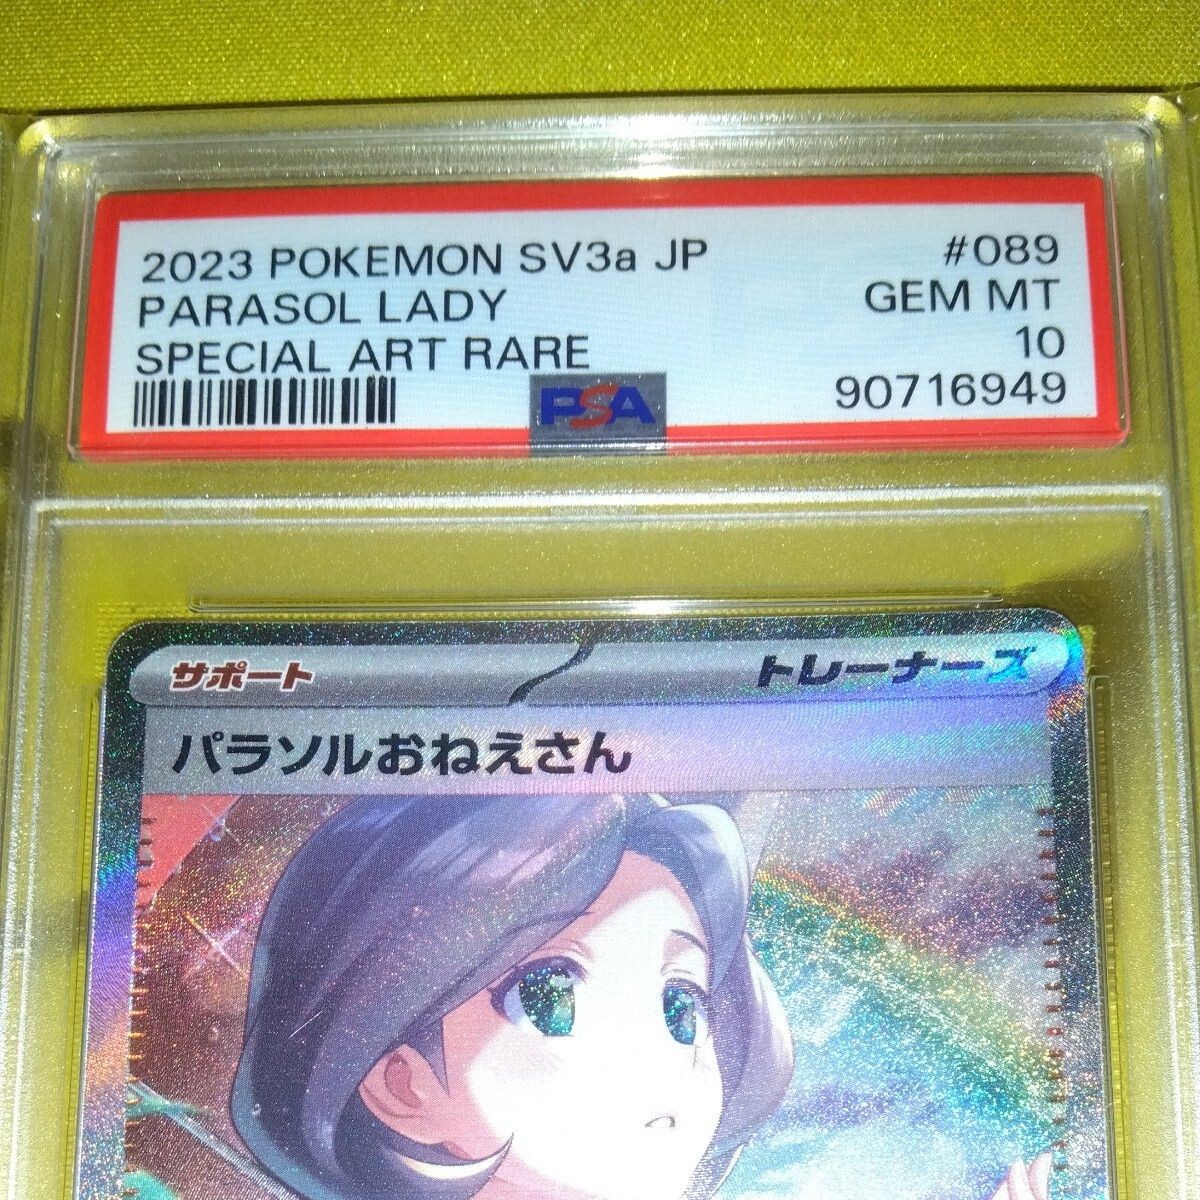 2023 POKEMON SV3a JP #089
PARASOL LADY GEM MT
SPECIAL ART RARE 10
PSA 90716949
サポート トレーナーズ
パラソルおねえさん